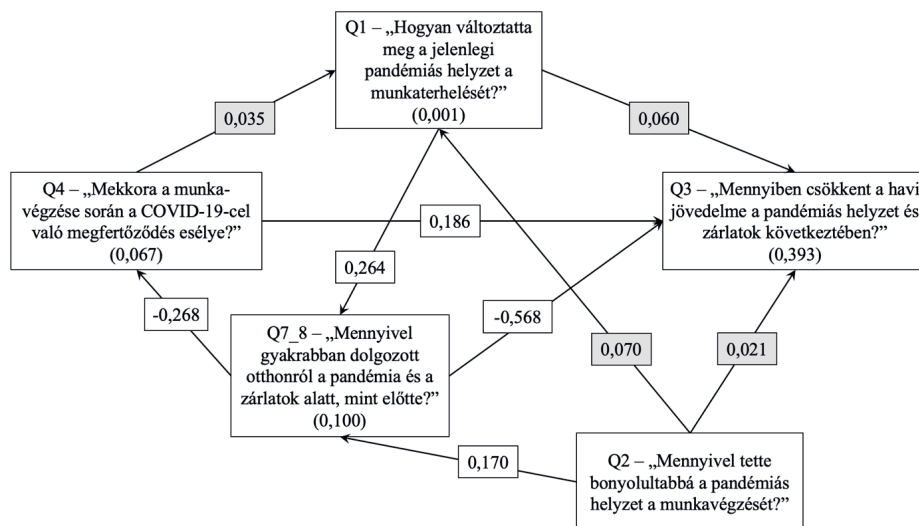 Q1 – „Hogyan változtatta
meg a jelenlegi
pandémiás helyzet a
munkaterhelését?”
(0,001)
0,035
0,060
Q4 – „Mekkora a munka-
végzése során a COVID-19-cel
való megfertőződés esélye?”
(0,067)
0,186
Q3 – „Mennyiben csökkent a havi
jövedelme a pandémiás helyzet és
zárlatok következtében?”
(0,393)
0,264
-0,268
-0,568
Q7_8 – „Mennyivel
gyakrabban dolgozott
otthonról a pandémia és a
zárlatok alatt, mint előtte?”
(0,100)
0,070
0,021
0,170
Q2 – „Mennyivel tette
bonyolultabbá a pandémiás
helyzet a munkavégzését?”